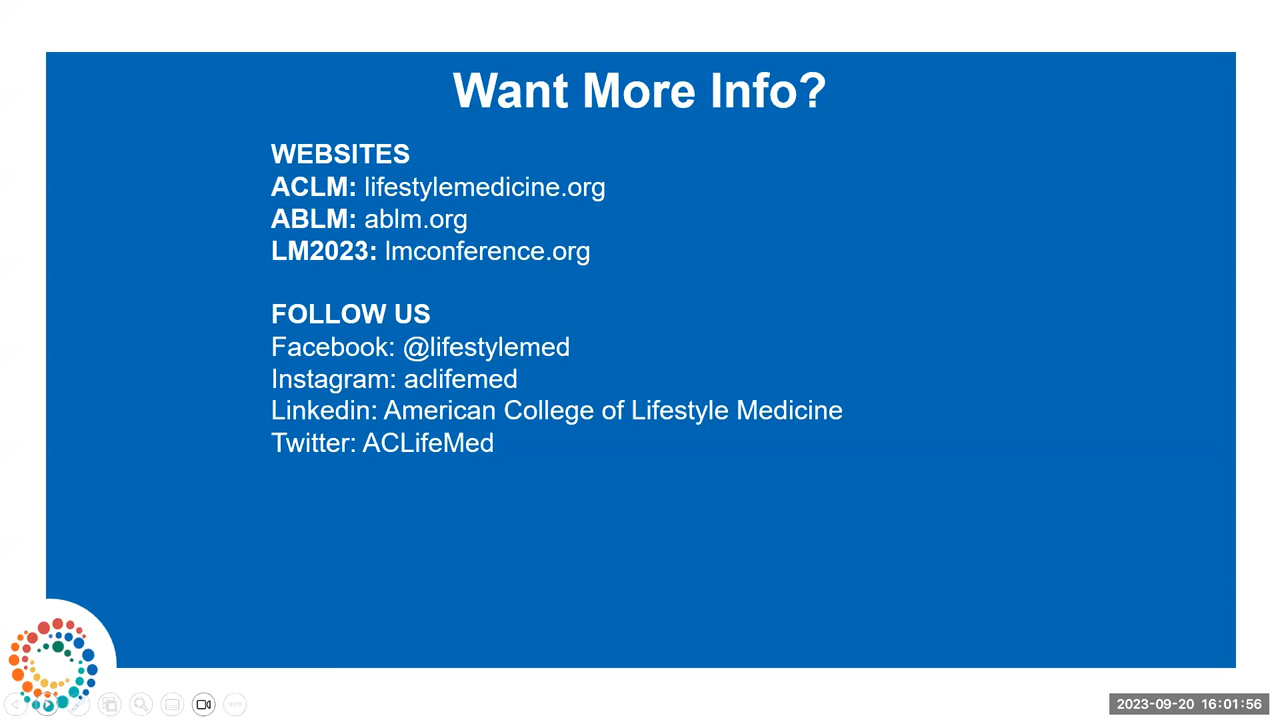 Want More Info?
WEBSITES
ACLM: lifestylemedicine.org
ABLM: ablm.org
LM2023: lmconference.org
FOLLOW US
Facebook: @lifestylemed
Instagram: aclifemed
Linkedin: American College of Lifestyle Medicine
Twitter: ACLifeMed
2023-09-20 16:01:56